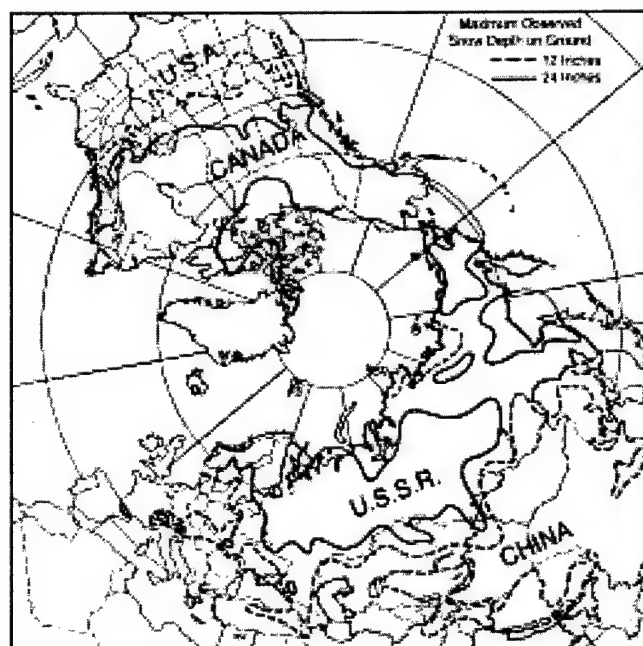 Maximum Observed
Snow Depth on Ground
12 Inches
24 Inches
U.S.A.
CANADA
U.S.S.R.
CHINA